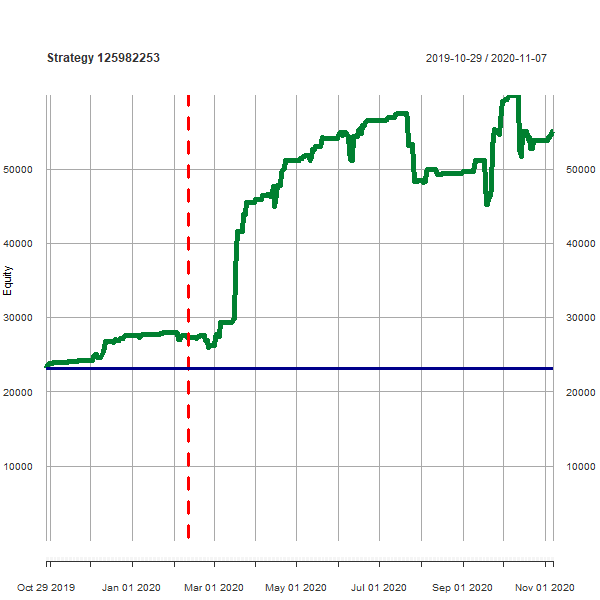 Strategy 125982253
2019-10-29 / 2020-11-07
50000
50000
40000
40000
Equity
30000
30000
20000
20000
10000
10000
Oct 29 2019
Jan 01 2020
Mar 01 2020
May 01 2020
Jul 01 2020
Sep 01 2020
Nov 01 2020